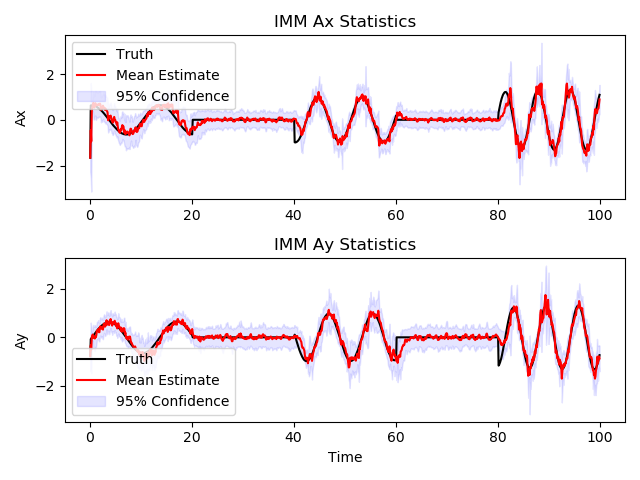 IMM Ax Statistics
Truth
Mean Estimate
95% Confidence
Ax
2
0
−2
0 20 40 60 80 100
IMM Ay Statistics
Ay
2
0
−2
Truth
Mean Estimate
95% Confidence
0 20 40 60 80 100
Time